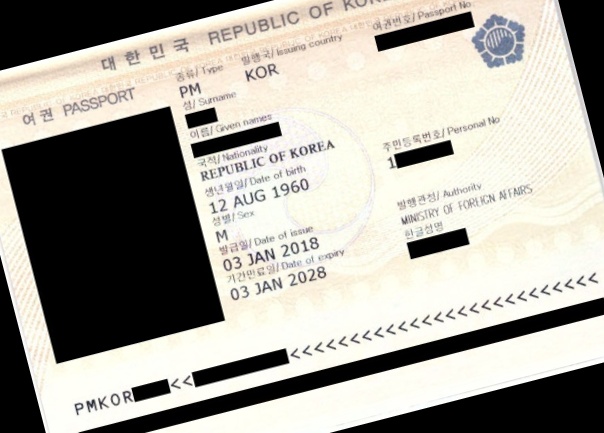 대한민국 REPUBLIC OF KOR
여권 PASSPORT
종류/Type 발행국/Issuing country 여권번호/Passport No
PM KOR
성/Surname
이름/Given names
국적/Nationality 주민등록번호/Personal No
REPUBLIC OF KOREA 1
생년월일/Date of birth
12 AUG 1960
성별/Sex 발행관청/Authority
M MINISTRY OF FOREIGN AFFAIRS
발급일/Date of issue 한글성명
03 JAN 2018
기간만료일/Date of expiry
03 JAN 2028
PMKOR<<<<<<<<<<<<<<<<<<<<<<<<<<<<<<